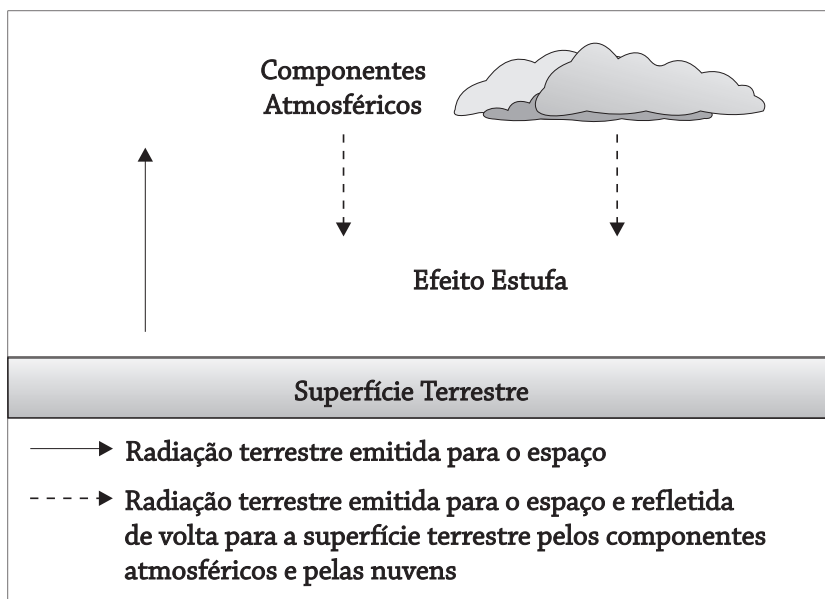 Componentes
Atmosféricos
Efeito Estufa
Superfície Terrestre
Radiação terrestre emitida para o espaço
Radiação terrestre emitida para o espaço e refletida
de volta para a superfície terrestre pelos componentes
atmosféricos e pelas nuvens